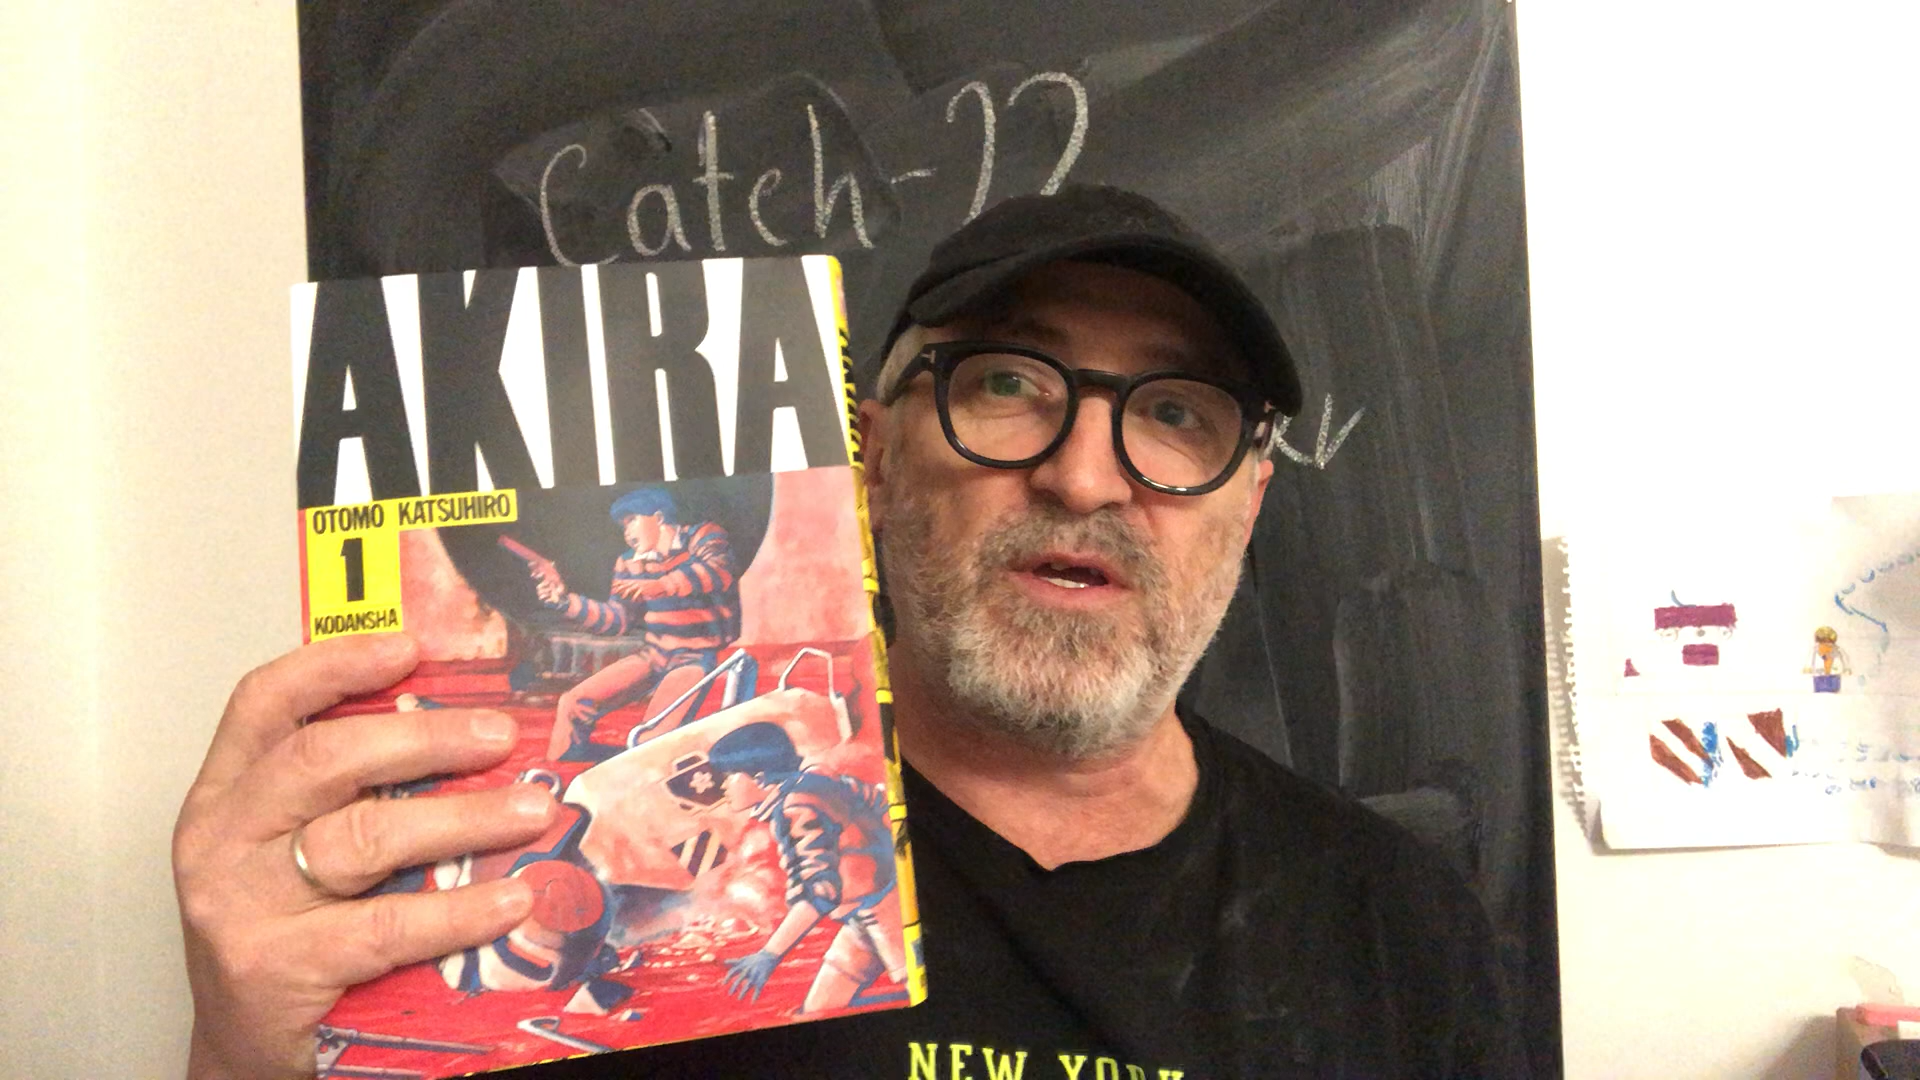 Catch-22
AKIRA
OTOMO KATSUHIRO
1
KODANSHA
NEW YORK